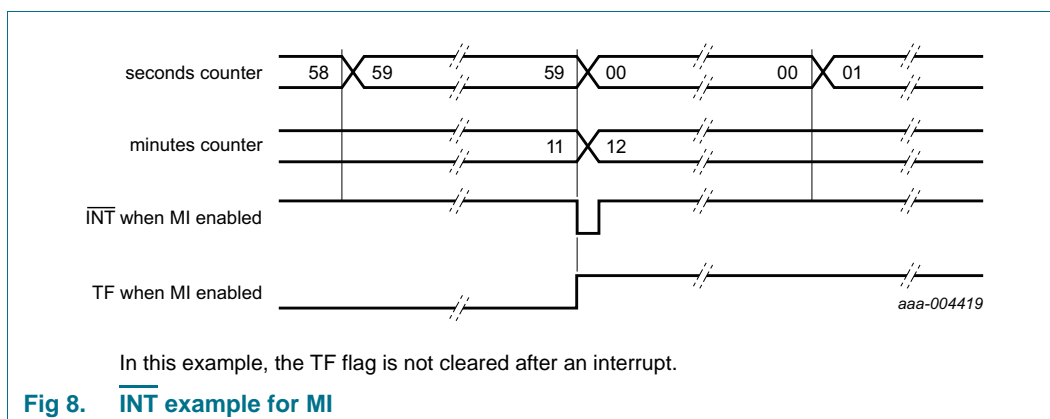 seconds counter 58 59 59 00 00 01
minutes counter 11 12
INT when MI enabled
TF when MI enabled
aaa-004419
In this example, the TF flag is not cleared after an interrupt.
Fig 8. INT example for MI